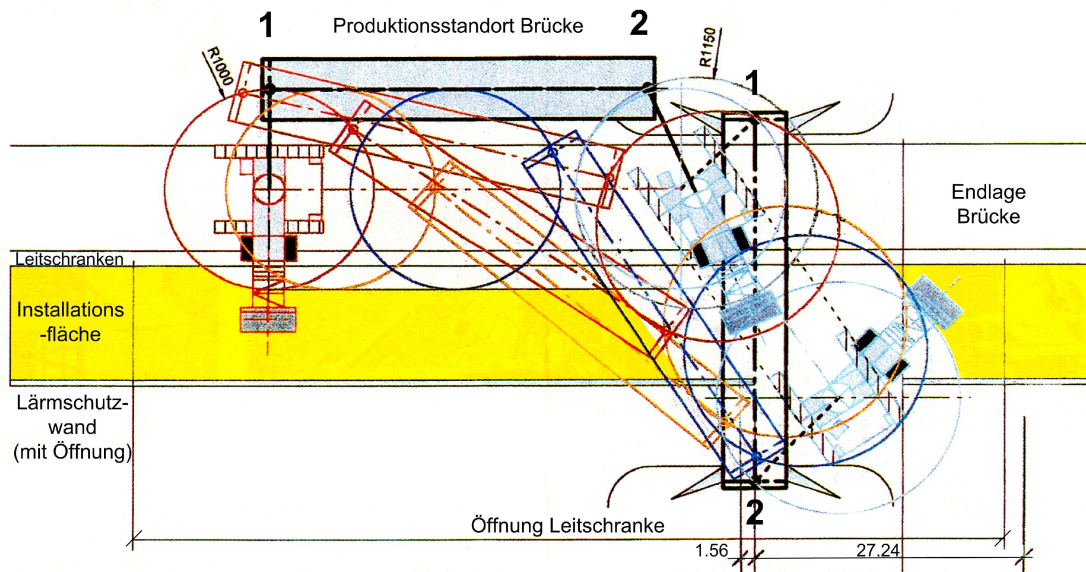 1
Produktionsstandort Brücke
2
R1000
R1150
1
Endlage
Brücke
Leitschranken
Installations
-fläche
Lärmschutz-
wand
(mit Öffnung)
Öffnung Leitschranke
2
1.56
27.24